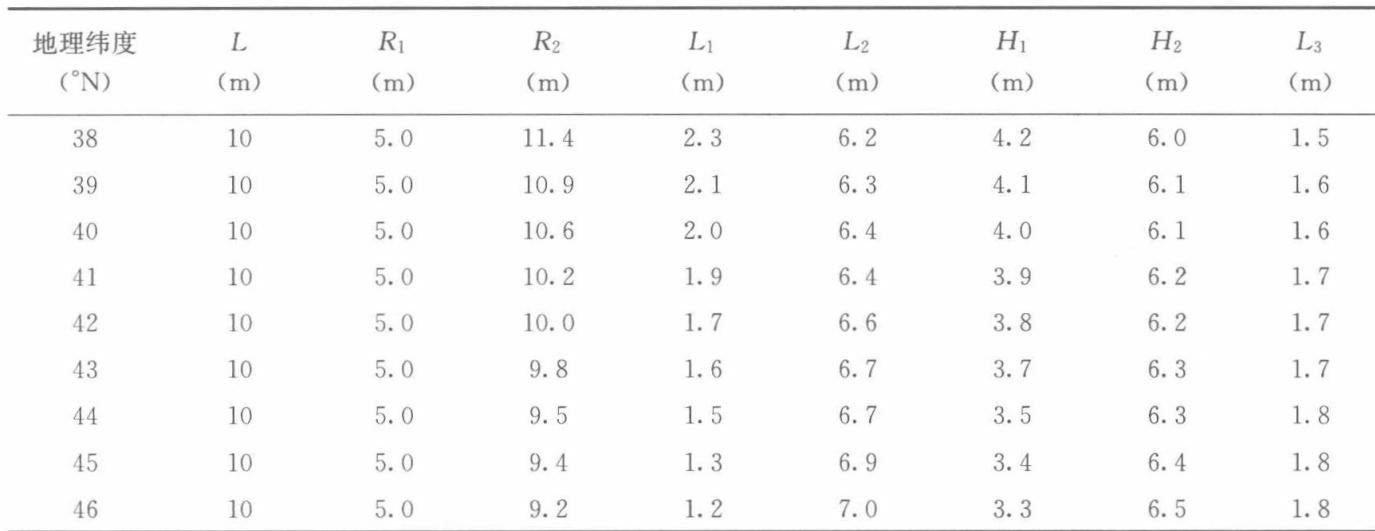 地理纬度 L R₁ R₂ L₁ L₂ H₁ H₂ L₃
(°N) (m) (m) (m) (m) (m) (m) (m) (m)
38 10 5.0 11.4 2.3 6.2 4.2 6.0 1.5
39 10 5.0 10.9 2.1 6.3 4.1 6.1 1.6
40 10 5.0 10.6 2.0 6.4 4.0 6.1 1.6
41 10 5.0 10.2 1.9 6.4 3.9 6.2 1.7
42 10 5.0 10.0 1.7 6.6 3.8 6.2 1.7
43 10 5.0 9.8 1.6 6.7 3.7 6.3 1.7
44 10 5.0 9.5 1.5 6.7 3.5 6.3 1.8
45 10 5.0 9.4 1.3 6.9 3.4 6.4 1.8
46 10 5.0 9.2 1.2 7.0 3.3 6.5 1.8